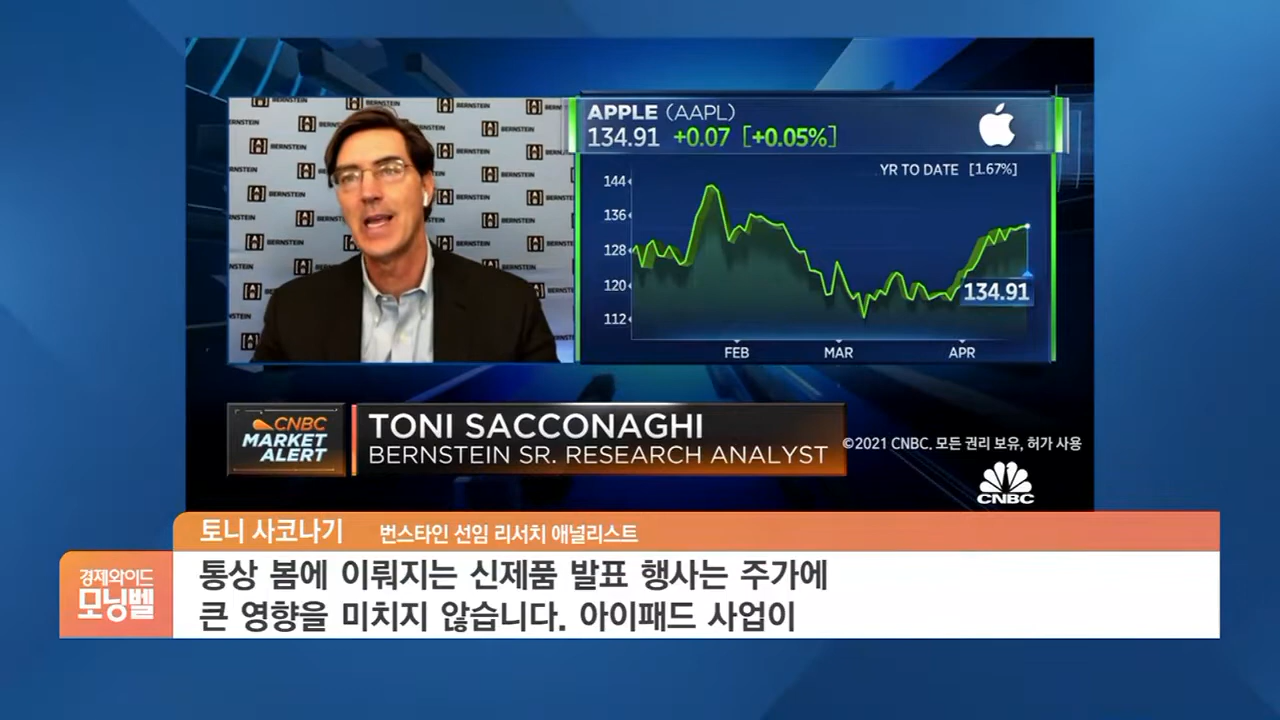 APPLE (AAPL)
134.91 +0.07 [+0.05%]
YR TO DATE [1.67%]
144
136
128
120
112
134.91
FEB MAR APR
BERNSTEIN
CNBC
MARKET
ALERT
TONI SACCONAGHI
BERNSTEIN SR. RESEARCH ANALYST
©2021 CNBC. 모든 권리 보유, 허가 사용
CNBC
토니 사코나기 번스타인 선임 리서치 애널리스트
경제와이드
모닝벨
통상 봄에 이뤄지는 신제품 발표 행사는 주가에
큰 영향을 미치지 않습니다. 아이패드 사업이